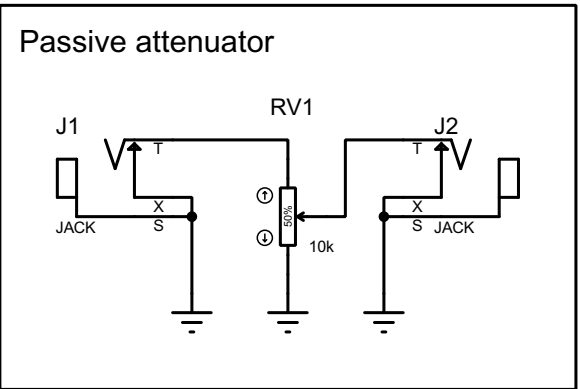 Passive attenuator
RV1
J1
J2
T
T
50%
X
X
S
S
JACK
JACK
10k